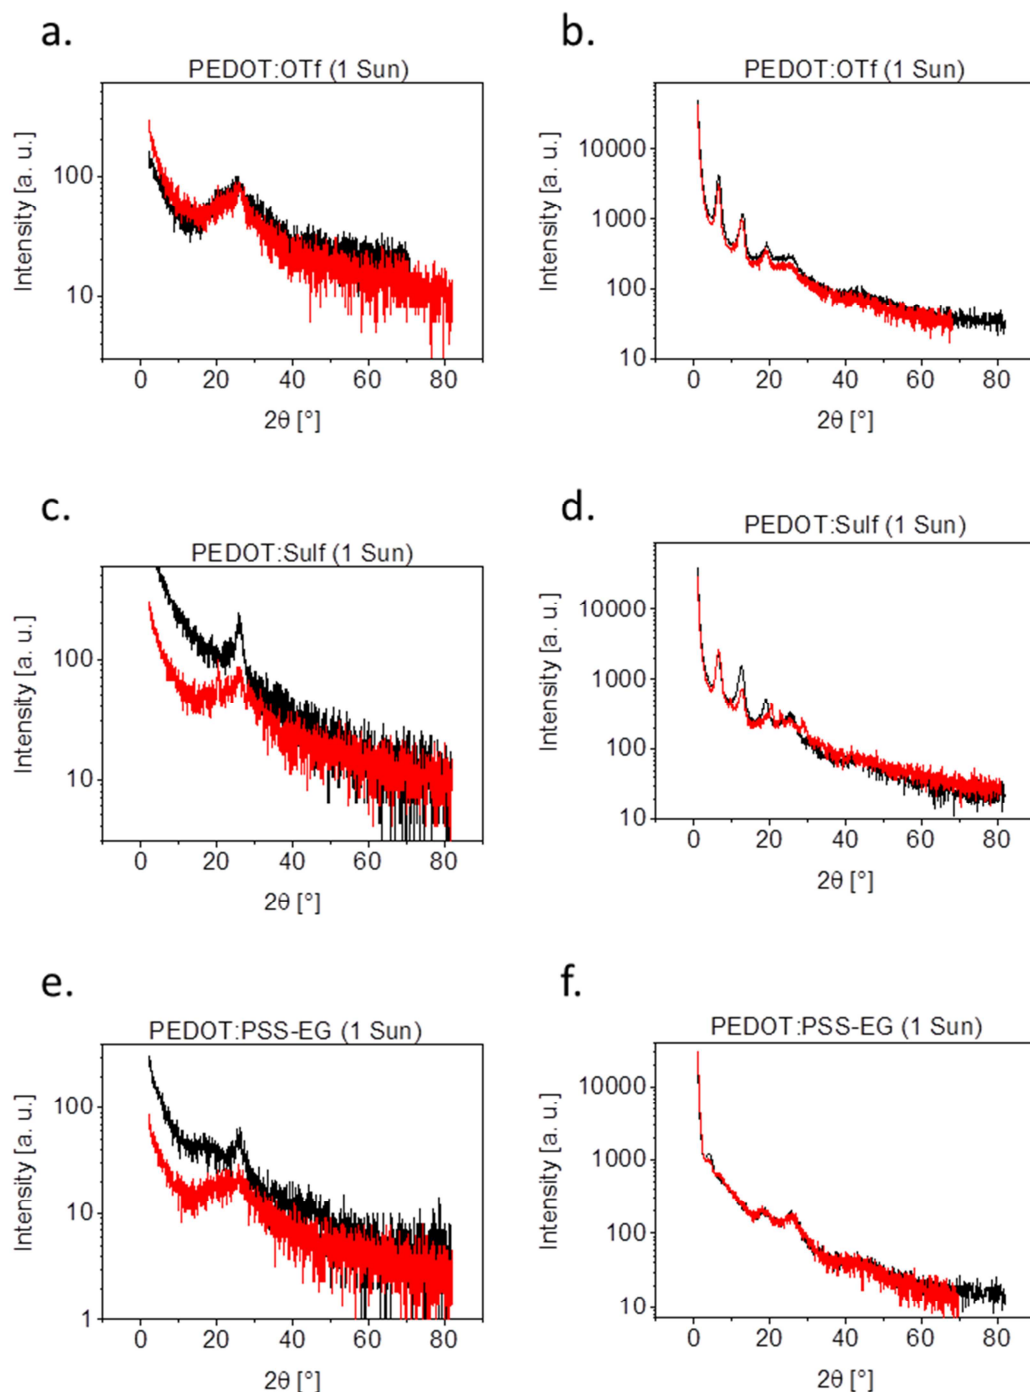 a.
PEDOT:OTf (1 Sun)
Intensity [a. u.]
100
10
0 20 40 60 80
2θ [°]
b.
PEDOT:OTf (1 Sun)
Intensity [a. u.]
10000
1000
100
10
0 20 40 60 80
2θ [°]
c.
PEDOT:Sulf (1 Sun)
Intensity [a. u.]
100
10
0 20 40 60 80
2θ [°]
d.
PEDOT:Sulf (1 Sun)
Intensity [a. u.]
10000
1000
100
10
0 20 40 60 80
2θ [°]
e.
PEDOT:PSS-EG (1 Sun)
Intensity [a. u.]
100
10
1
0 20 40 60 80
2θ [°]
f.
PEDOT:PSS-EG (1 Sun)
Intensity [a. u.]
10000
1000
100
10
0 20 40 60 80
2θ [°]